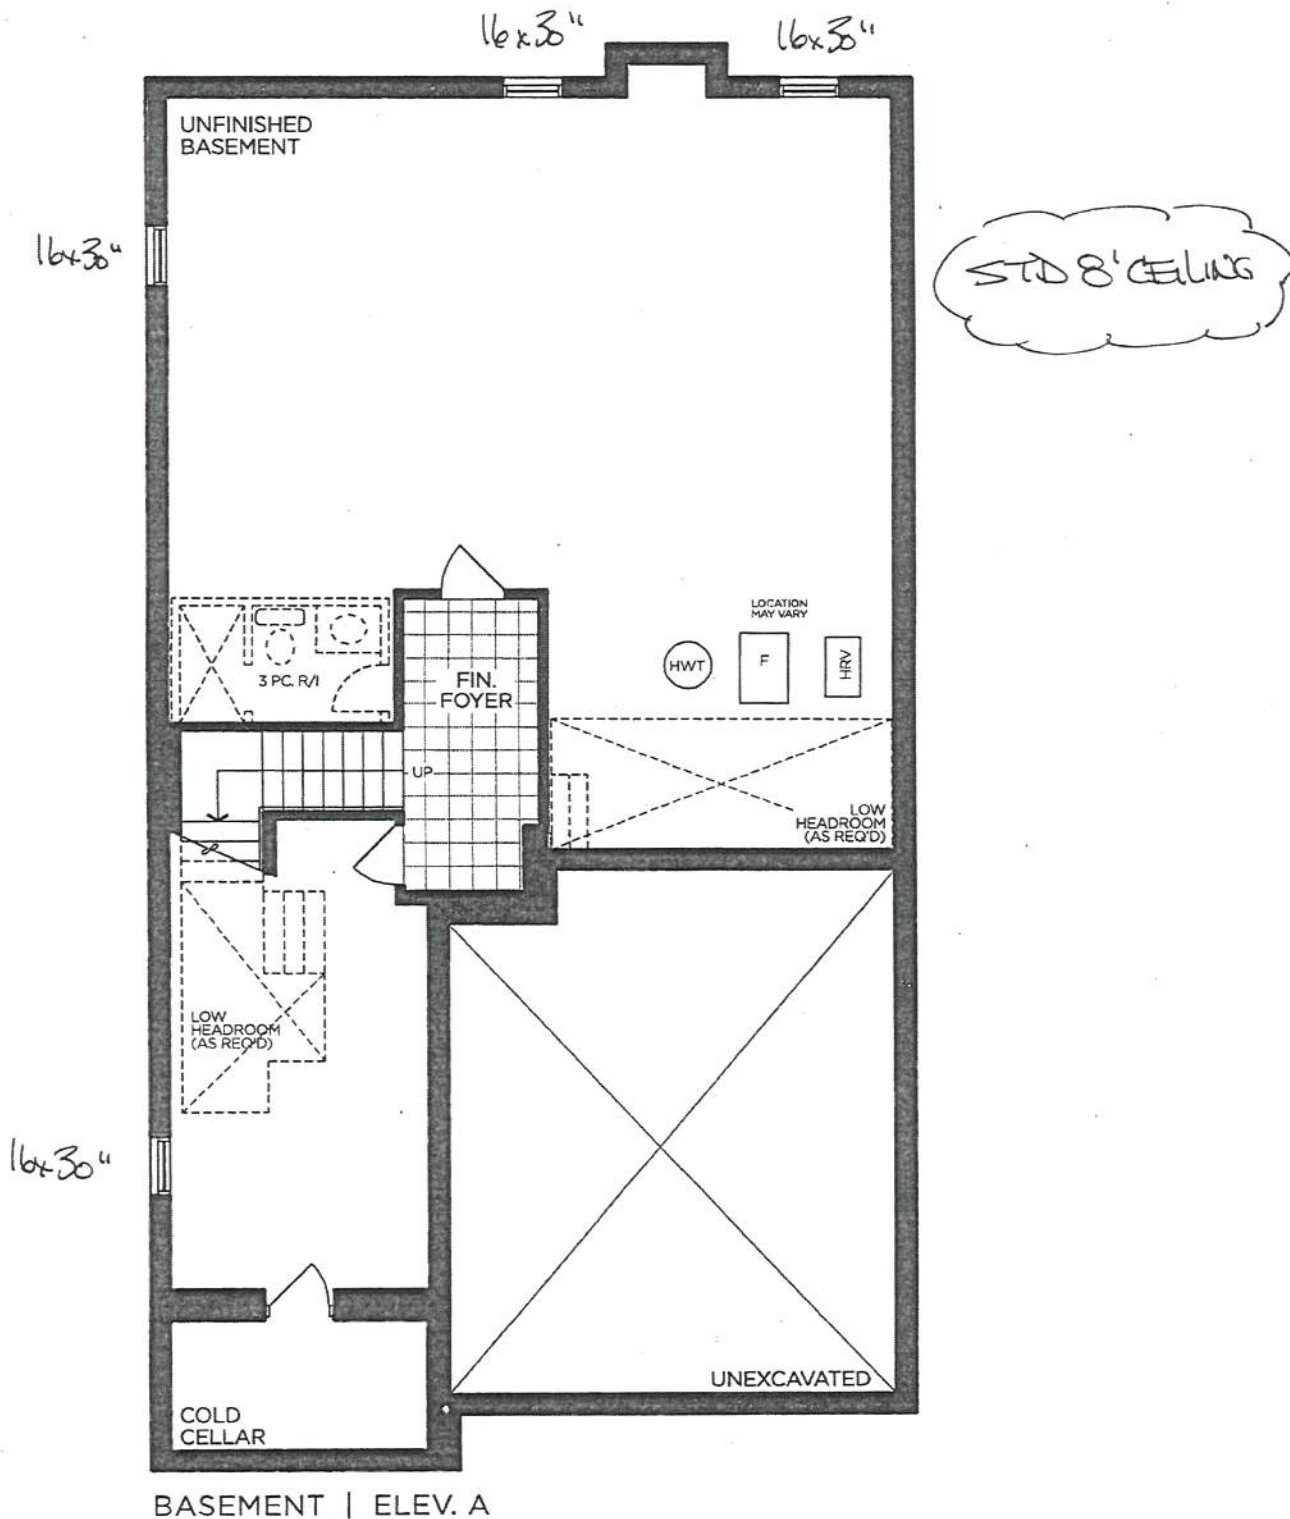 16x30"
16x30"
UNFINISHED
BASEMENT
16x30"
STD 8' CEILING
LOCATION
MAY VARY
HWT
F
HRV
3 PC. R/I
FIN.
FOYER
UP
LOW
HEADROOM
(AS REQ'D)
LOW
HEADROOM
(AS REQ'D)
16x30"
UNEXCAVATED
COLD
CELLAR
BASEMENT | ELEV. A